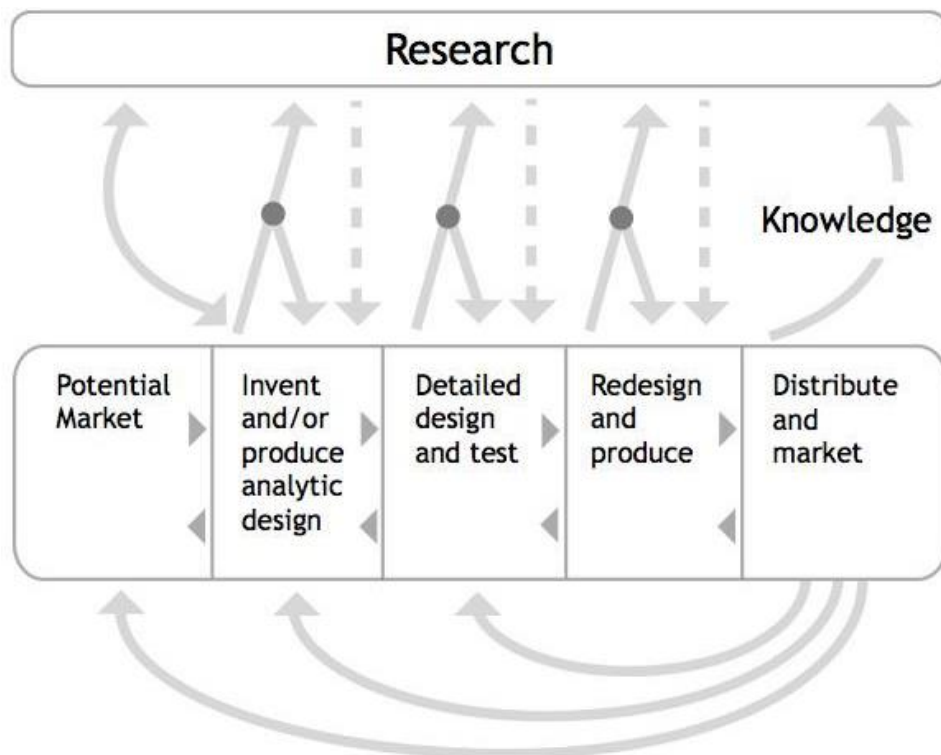 Research
Knowledge
Potential
Market
Invent
and/or
produce
analytic
design
Detailed
design
and test
Redesign
and
produce
Distribute
and
market